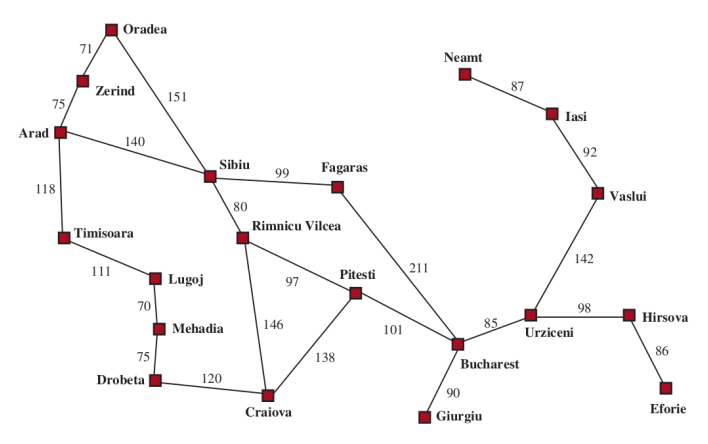 Oradea
71
Neamt
Zerind
87
151
75
Iasi
Arad
140
92
Sibiu
Fagaras
99
118
Vaslui
80
Rimnicu Vilcea
Timisoara
142
111
Pitesti
211
Lugoj
97
70
98
Hirsova
146
85
Mehadia
101
Urziceni
138
86
75
Bucharest
120
Drobeta
90
Craiova
Giurgiu
Eforie